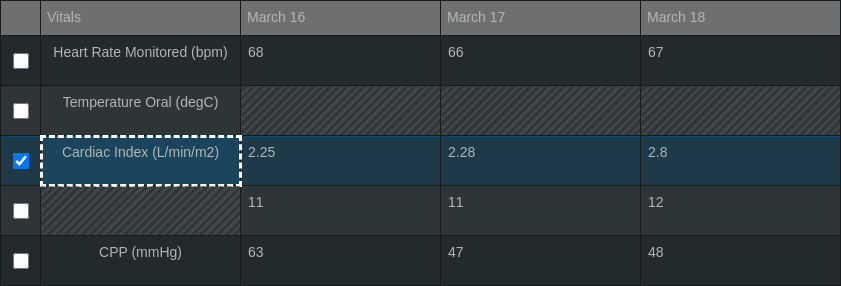 Vitals March 16 March 17 March 18
Heart Rate Monitored (bpm) 68 66 67
Temperature Oral (degC)
Cardiac Index (L/min/m2) 2.25 2.28 2.8
11 11 12
CPP (mmHg) 63 47 48